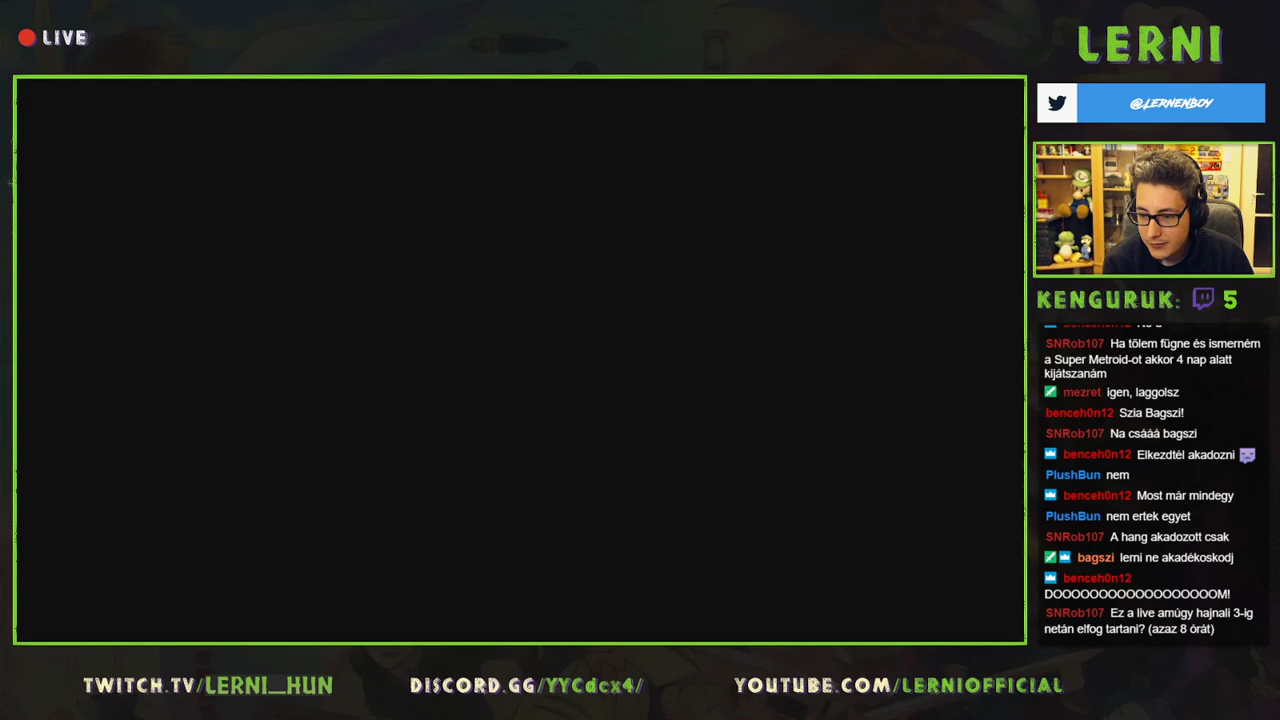 LIVE
LERNI
@LERNENBOY
KENGURUK: 5
SNRob107 Ha tőlem fügne és ismerném
a Super Metroid-ot akkor 4 nap alatt
kijátszanám
mezret igen, laggolsz
benceh0n12 Szia Bagszi!
SNRob107 Na csááá bagszi
benceh0n12 Elkezdtél akadozni
PlushBun nem
benceh0n12 Most már mindegy
PlushBun nem ertek egyet
SNRob107 A hang akadozott csak
bagszi lerni ne akadékoskodj
benceh0n12
DOOOOOOOOOOOOOOOOOOM!
SNRob107 Ez a live amúgy hajnali 3-ig
netán elfog tartani? (azaz 8 órát)
TWITCH.TV/LERNI_HUN
DISCORD.GG/YYCdcx4/
YOUTUBE.COM/LERNIOFFICIAL